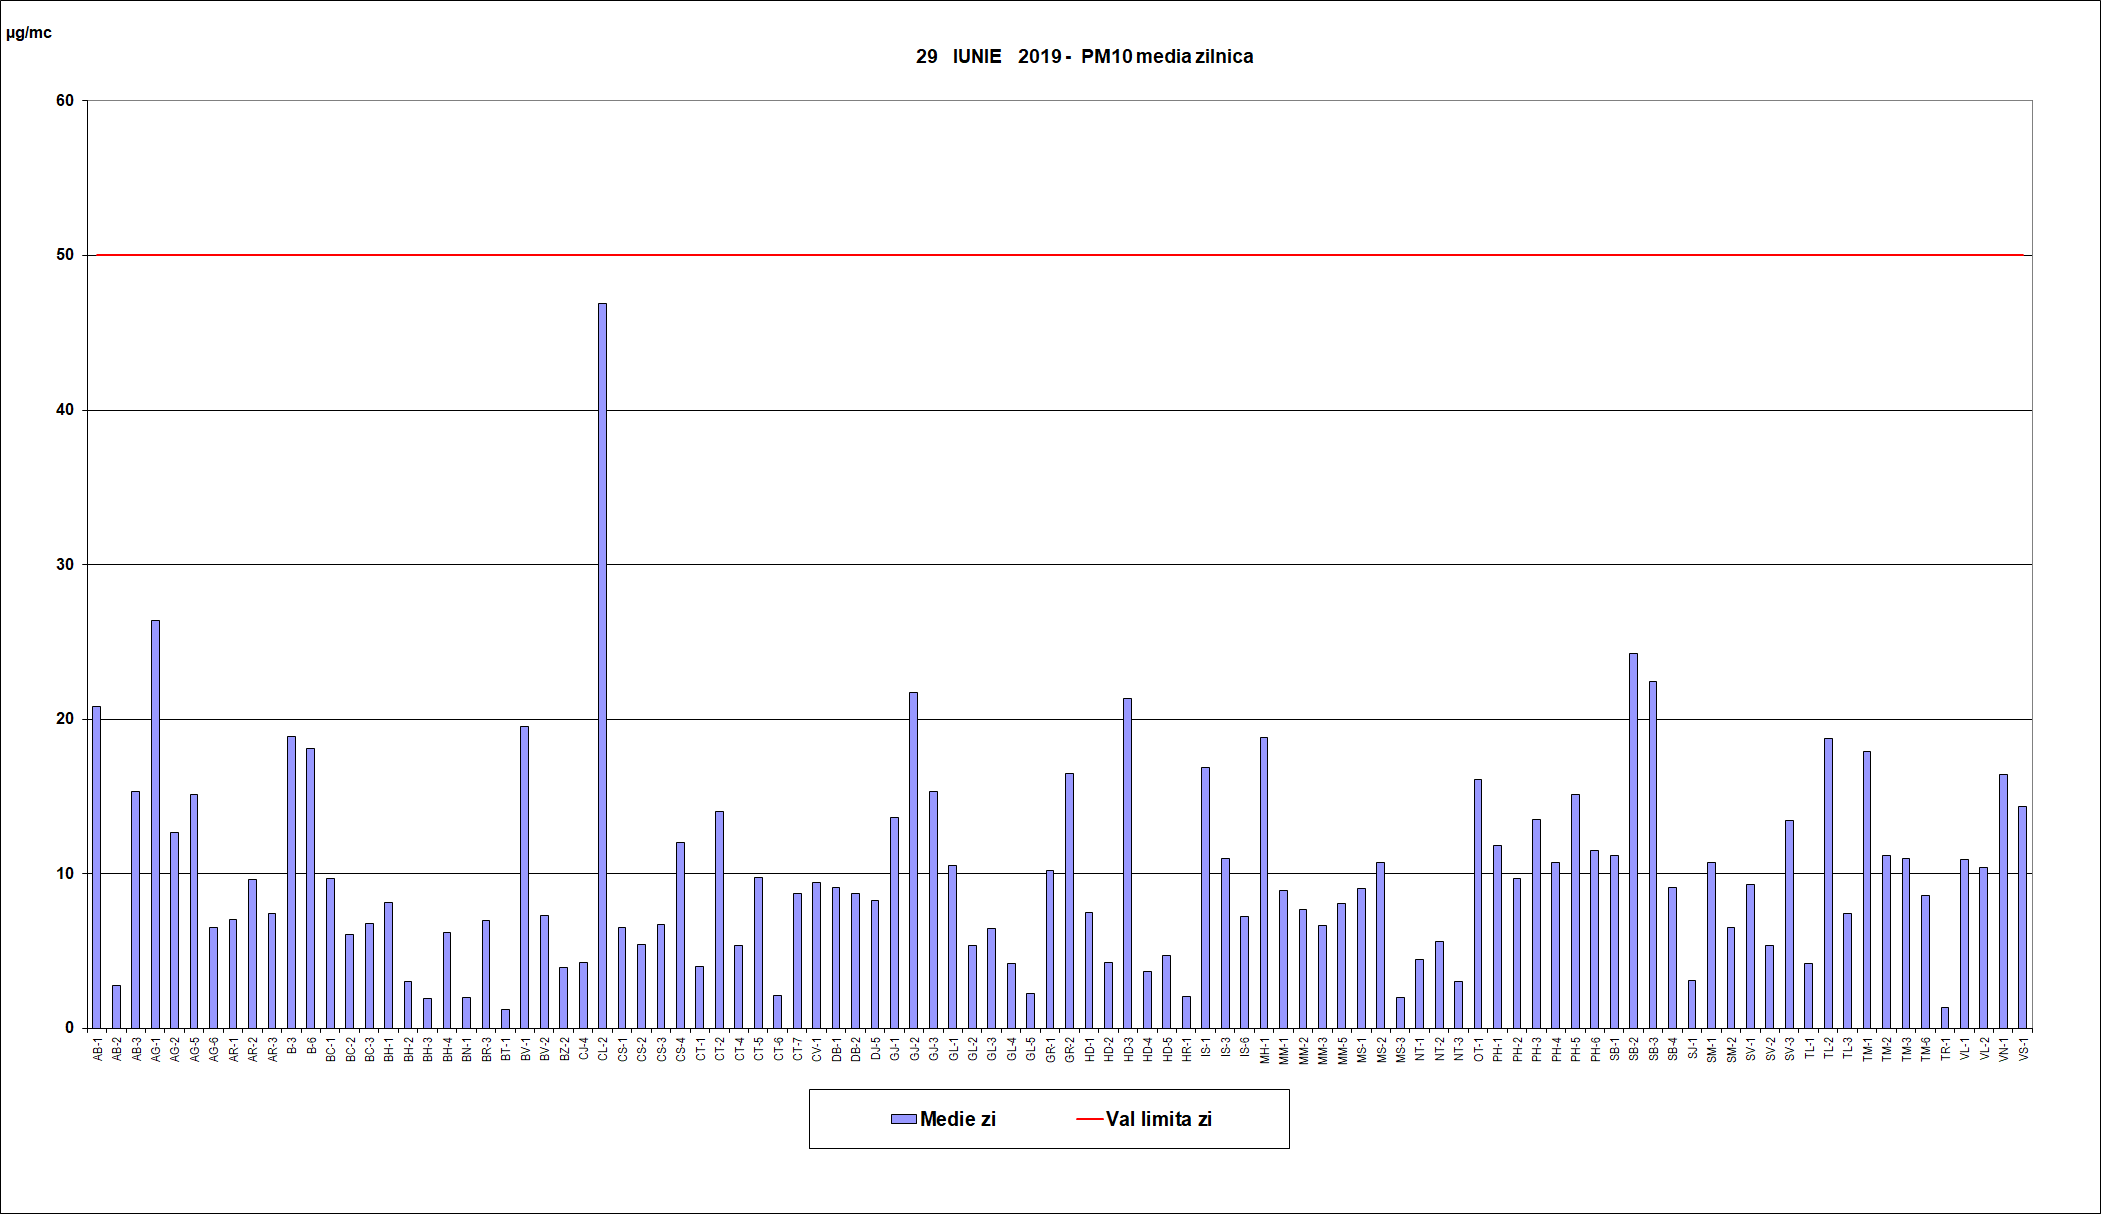 µg/mc
29 IUNIE 2019 - PM10 media zilnica
60
50
40
30
20
10
0
AB-1
AB-2
AB-3
AG-1
AG-2
AG-5
AG-6
AR-1
AR-2
AR-3
B-3
B-6
BC-1
BC-2
BC-3
BH-1
BH-2
BH-3
BH-4
BN-1
BR-3
BT-1
BV-1
BV-2
BZ-2
CJ-4
CL-2
CS-1
CS-2
CS-3
CS-4
CT-1
CT-2
CT-4
CT-5
CT-6
CT-7
CV-1
DB-1
DB-2
DJ-5
GJ-1
GJ-2
GJ-3
GL-1
GL-2
GL-3
GL-4
GL-5
GR-1
GR-2
HD-1
HD-2
HD-3
HD-4
HD-5
HR-1
IS-1
IS-3
IS-6
MH-1
MM-1
MM-2
MM-3
MM-5
MS-1
MS-2
MS-3
NT-1
NT-2
NT-3
OT-1
PH-1
PH-2
PH-3
PH-4
PH-5
PH-6
SB-1
SB-2
SB-3
SB-4
SJ-1
SM-1
SM-2
SV-1
SV-2
SV-3
TL-1
TL-2
TL-3
TM-1
TM-2
TM-3
TM-6
TR-1
VL-1
VL-2
VN-1
VS-1
Medie zi
Val limita zi